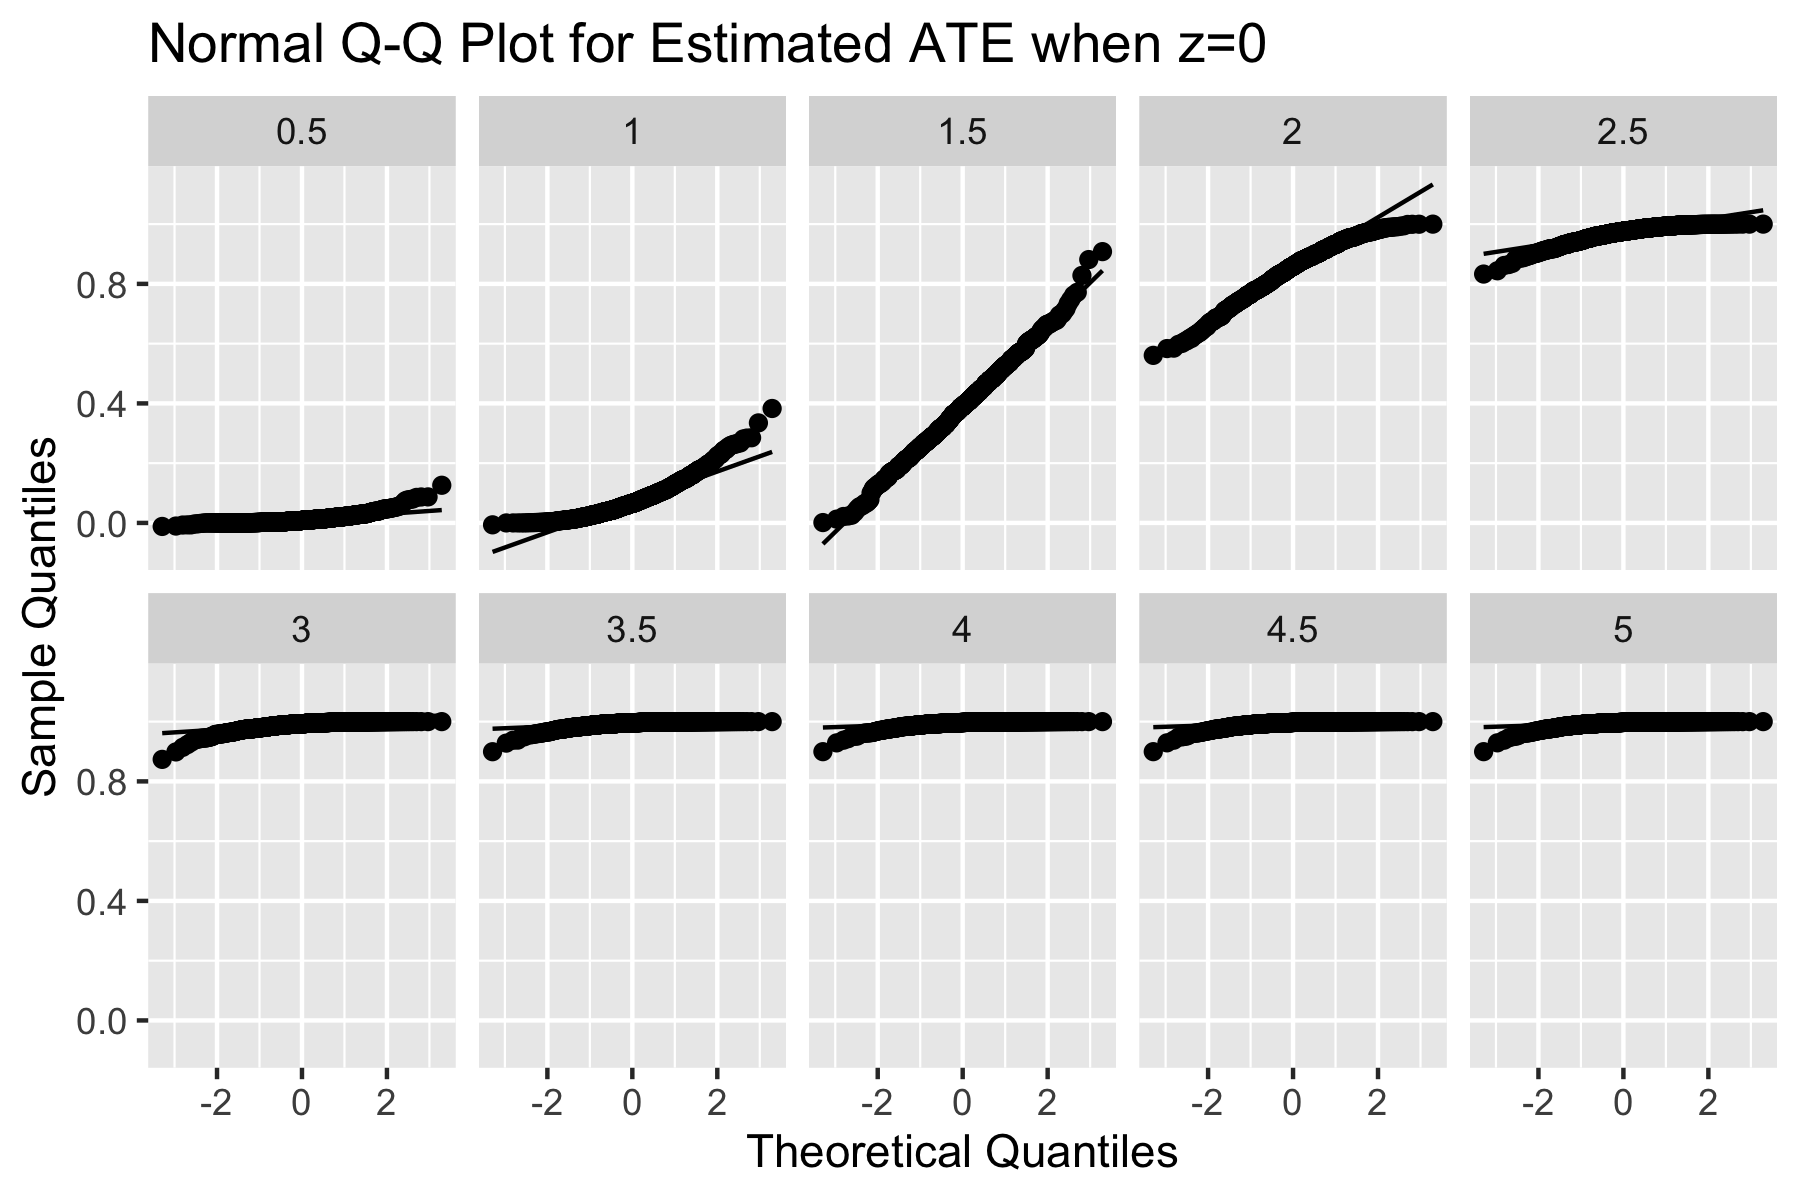 Normal Q-Q Plot for Estimated ATE when z=0
0.5 1 1.5 2 2.5
0.8
0.4
0.0
3 3.5 4 4.5 5
0.8
0.4
0.0
Sample Quantiles
-2 0 2 -2 0 2 -2 0 2 -2 0 2 -2 0 2
Theoretical Quantiles